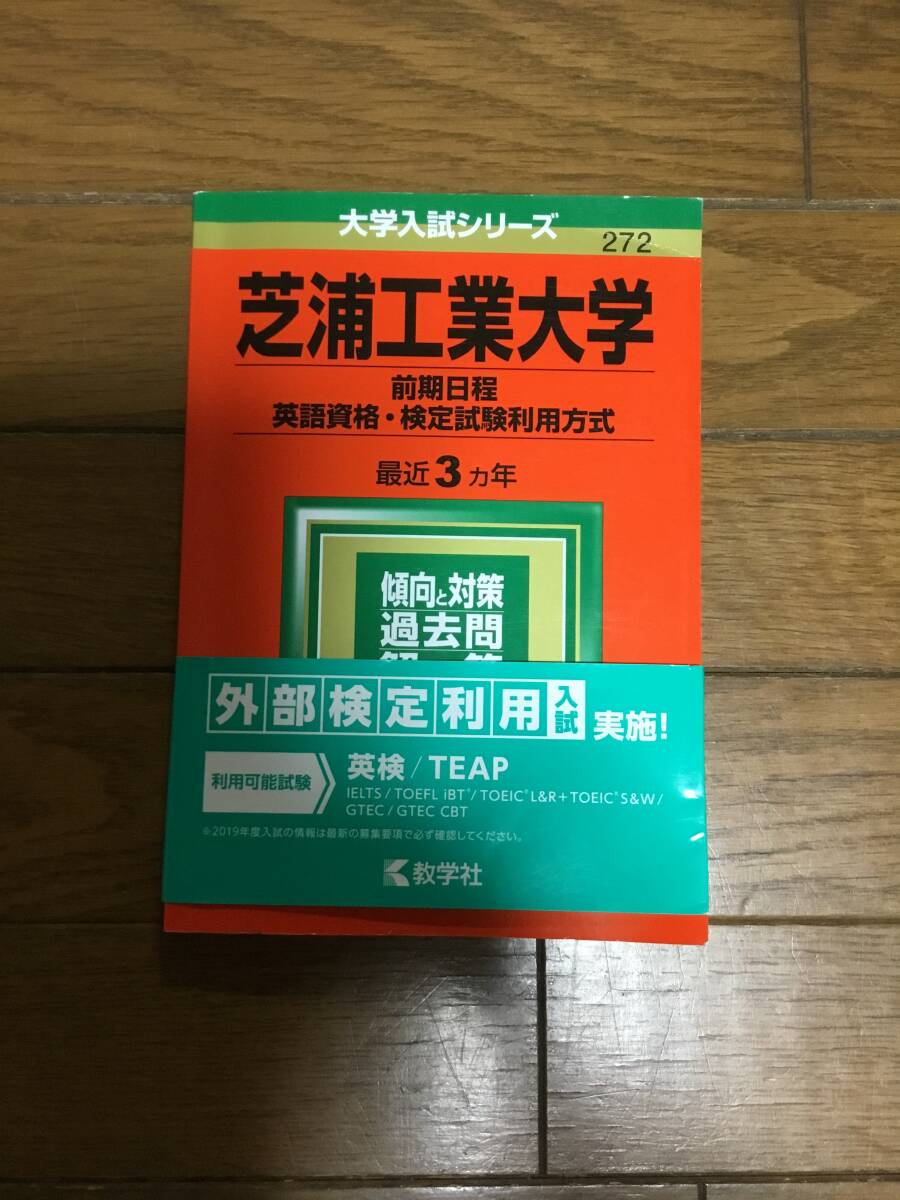 大学入試シリーズ
272
芝浦工業大学
前期日程
英語資格・検定試験利用方式
最近3カ年
傾向と対策
過去問
外部検定利用入試 実施!
利用可能試験
英検/TEAP
IELTS/TOEFL iBT®/TOEIC®L&R+TOEIC®S&W/
GTEC/GTEC CBT
※2019年度入試の情報は最新の募集要項で必ず確認してください。
教学社